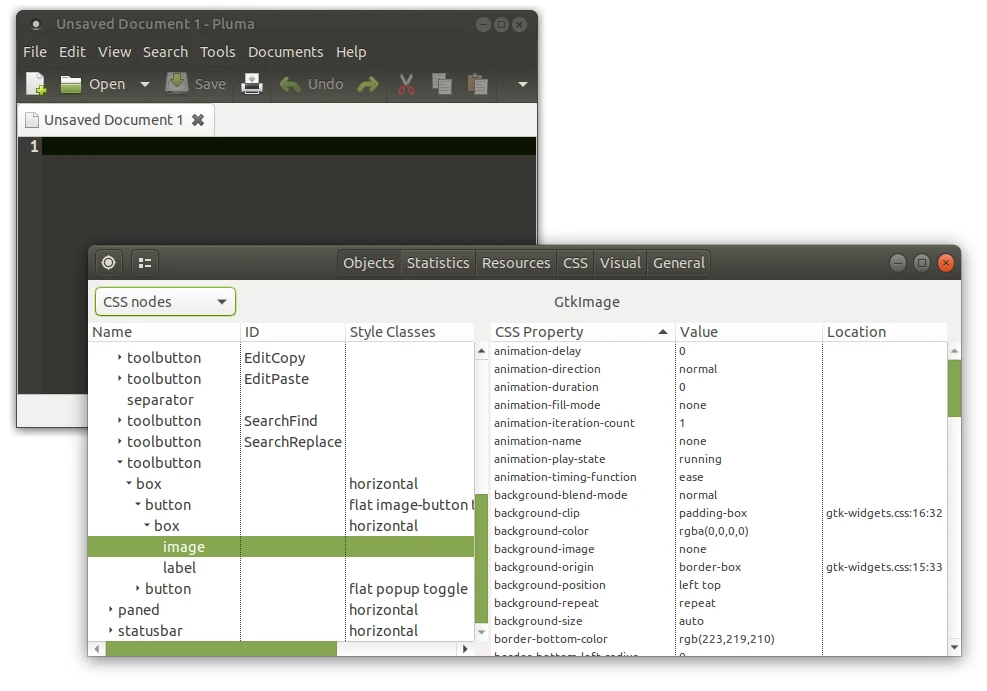 Unsaved Document 1 - Pluma
File Edit View Search Tools Documents Help
Open Save Undo
Unsaved Document 1
1
Objects Statistics Resources CSS Visual General
CSS nodes GtkImage
Name ID Style Classes
toolbutton EditCopy
toolbutton EditPaste
separator
toolbutton SearchFind
toolbutton SearchReplace
toolbutton
box horizontal
button flat image-button
box horizontal
image
label
button flat popup toggle
paned horizontal
statusbar horizontal
CSS Property Value Location
animation-delay 0
animation-direction normal
animation-duration 0
animation-fill-mode none
animation-iteration-count 1
animation-name none
animation-play-state running
animation-timing-function ease
background-blend-mode normal
background-clip padding-box gtk-widgets.css:16:32
background-color rgba(0,0,0,0)
background-image none
background-origin border-box gtk-widgets.css:15:33
background-position left top
background-repeat repeat
background-size auto
border-bottom-color rgb(223,219,210)